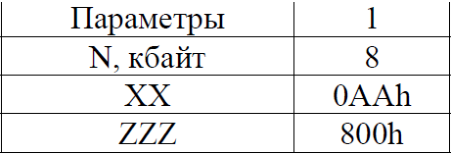 Параметры 1
N, кбайт 8
XX 0AAh
ZZZ 800h